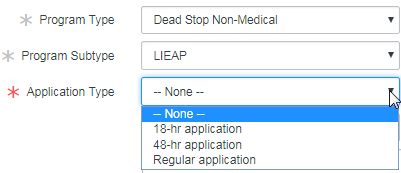 * Program Type Dead Stop Non-Medical
* Program Subtype LIEAP
* Application Type -- None --
-- None --
18-hr application
48-hr application
Regular application